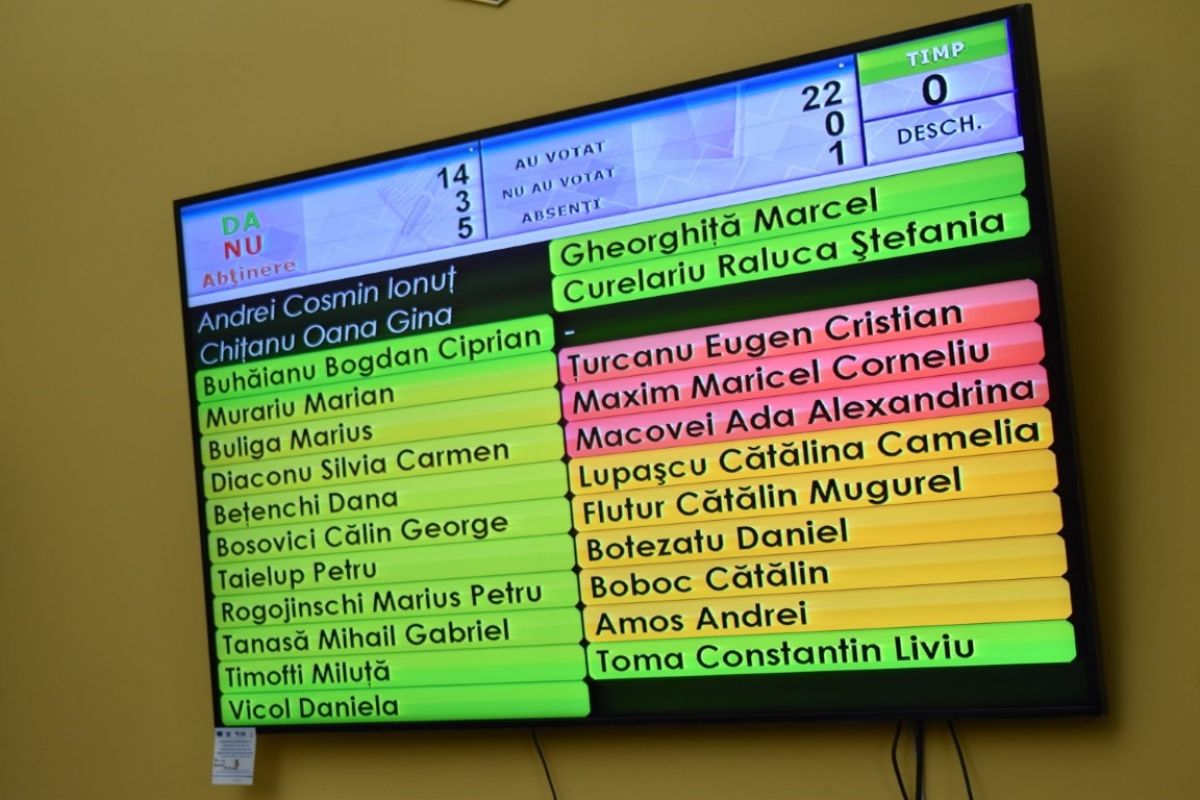 DA 14
NU 3
Abţinere 5
AU VOTAT 22
NU AU VOTAT 0
ABSENŢI 1
TIMP
0
DESCH.
Andrei Cosmin Ionuț
Chițanu Oana Gina
Buhăianu Bogdan Ciprian
Murariu Marian
Buliga Marius
Diaconu Silvia Carmen
Bețenchi Dana
Bosovici Călin George
Taielup Petru
Rogojinschi Marius Petru
Tanasă Mihail Gabriel
Timofti Miluță
Vicol Daniela
Gheorghiță Marcel
Curelariu Raluca Ştefania
-
Țurcanu Eugen Cristian
Maxim Maricel Corneliu
Macovei Ada Alexandrina
Lupaşcu Cătălina Camelia
Flutur Cătălin Mugurel
Botezatu Daniel
Boboc Cătălin
Amos Andrei
Toma Constantin Liviu